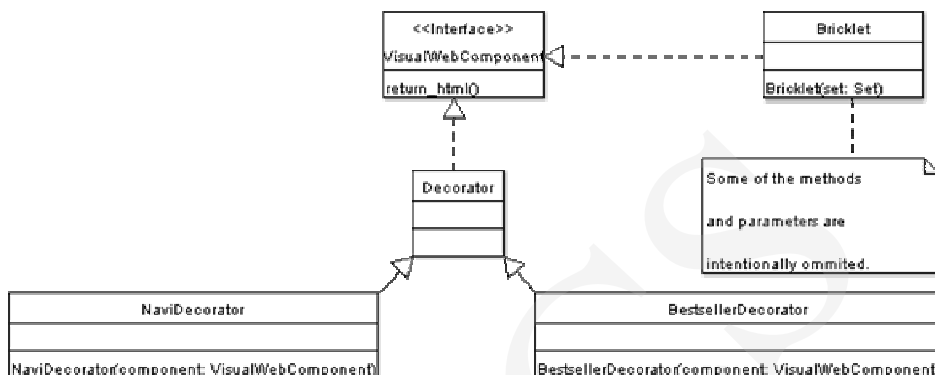 <<Interface>>
VisualWebComponent
return_html()
Bricklet
Bricklet(set: Set)
Some of the methods
and parameters are
intentionally ommited.
Decorator
NaviDecorator
NaviDecorator(component: VisualWebComponent)
BestsellerDecorator
BestsellerDecorator(component: VisualWebComponent